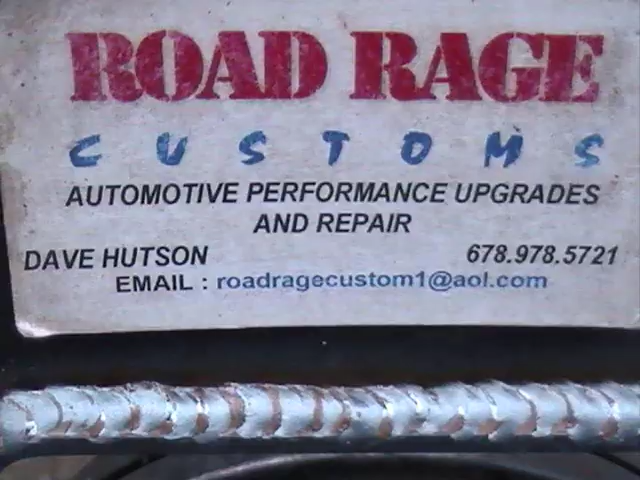 ROAD RAGE
CUSTOMS
AUTOMOTIVE PERFORMANCE UPGRADES
AND REPAIR
DAVE HUTSON 678.978.5721
EMAIL : roadragecustom1@aol.com